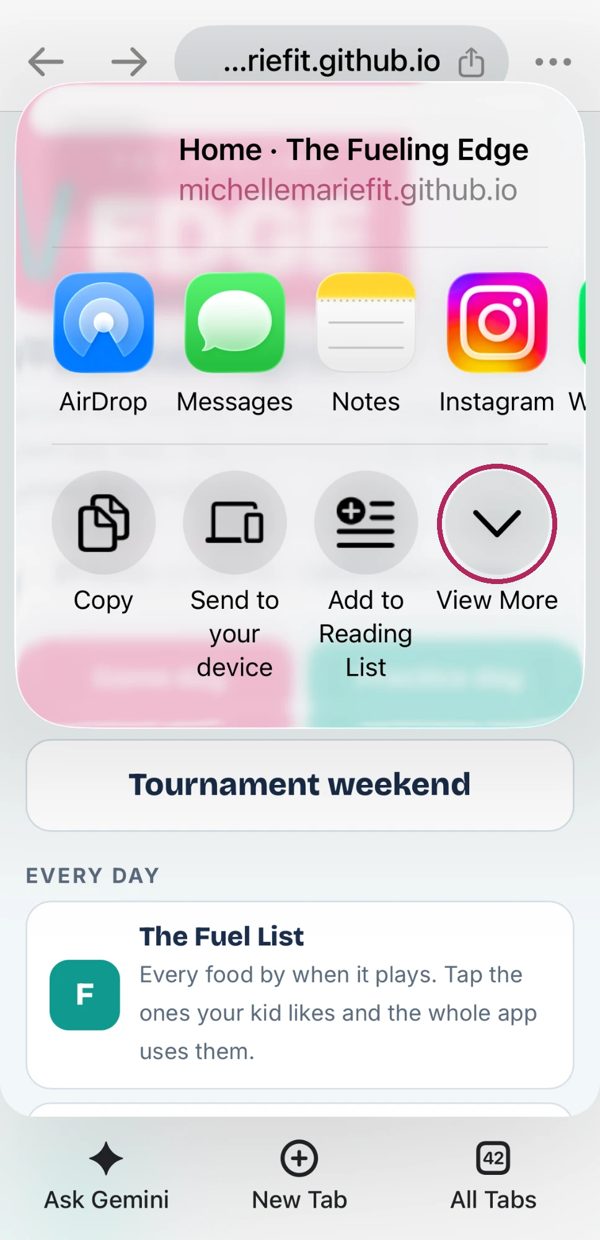 ...riefit.github.io
Home · The Fueling Edge
michellemariefit.github.io
EDGE
AirDrop
Messages
Notes
Instagram
W
Copy
Send to
your
device
Add to
Reading
List
View More
Tournament weekend
EVERY DAY
The Fuel List
F
Every food by when it plays. Tap the
ones your kid likes and the whole app
uses them.
Ask Gemini
New Tab
42
All Tabs